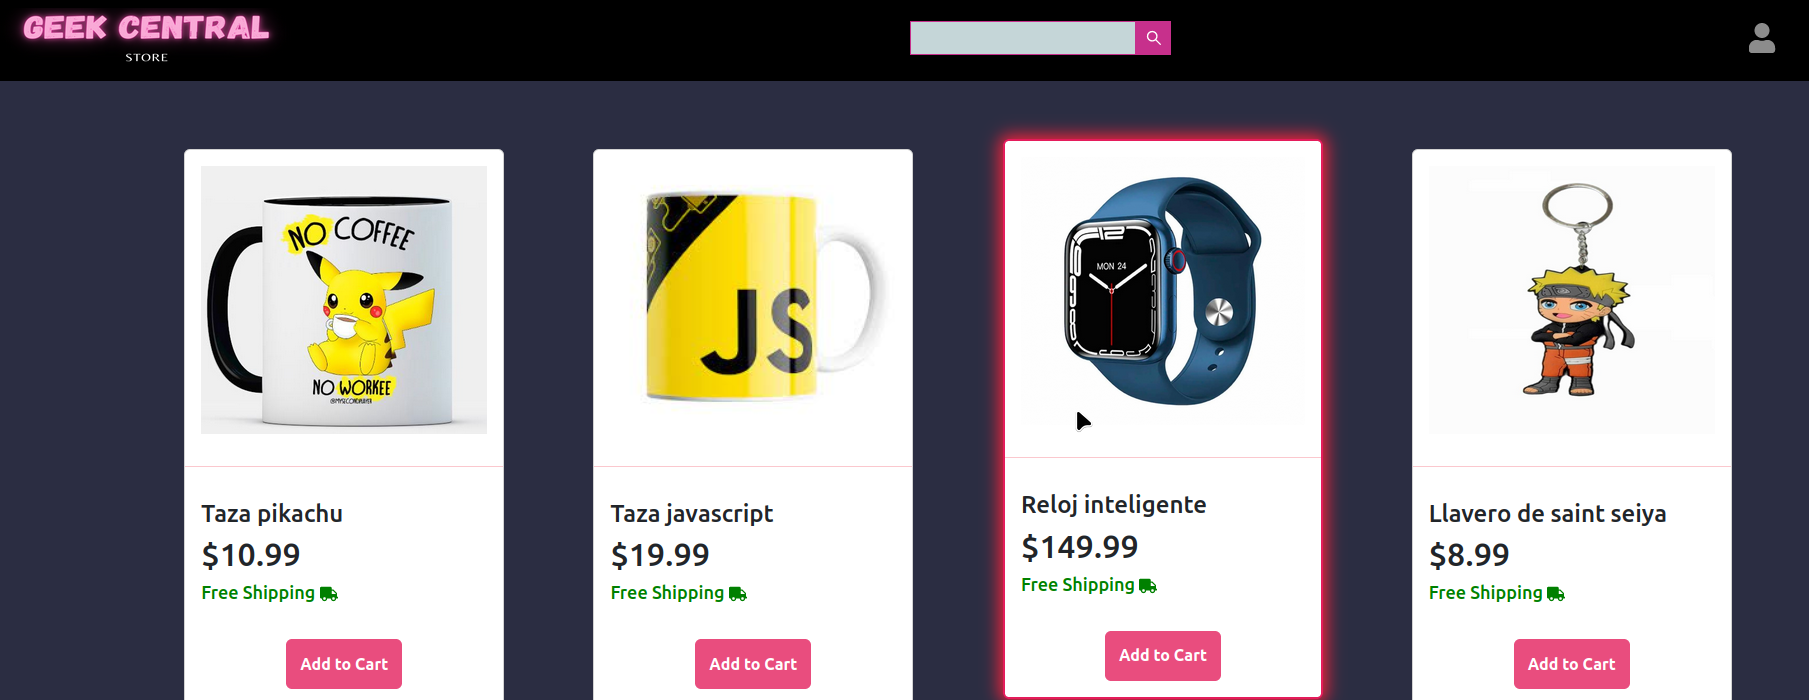 GEEK CENTRAL
STORE
NO COFFEE
NO WORKEE
JS
MON 24
Taza pikachu
$10.99
Free Shipping
Add to Cart
Taza javascript
$19.99
Free Shipping
Add to Cart
Reloj inteligente
$149.99
Free Shipping
Add to Cart
Llavero de saint seiya
$8.99
Free Shipping
Add to Cart